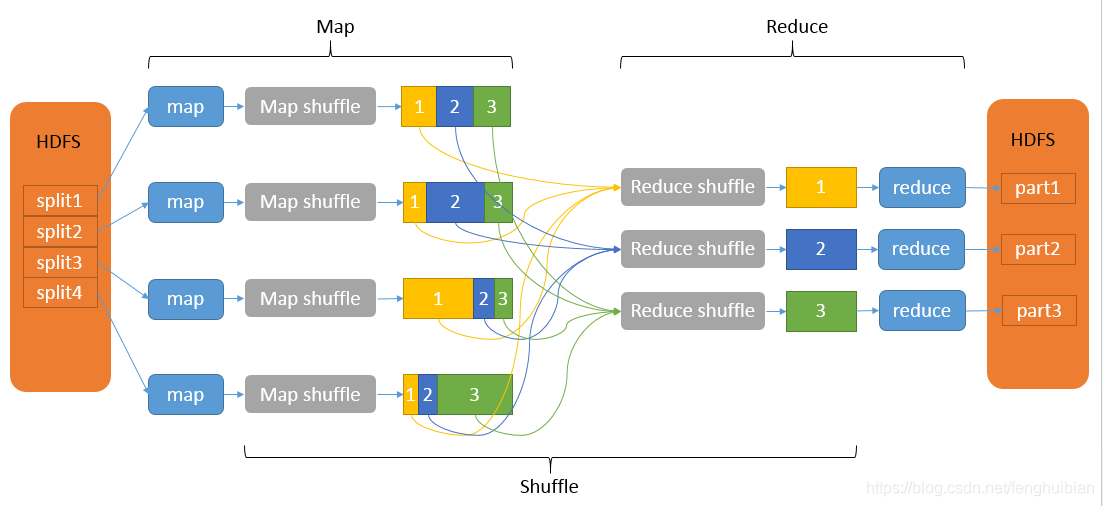 Map
Reduce
HDFS
split1
split2
split3
split4
map
Map shuffle
1 2 3
map
Map shuffle
1 2 3
map
Map shuffle
1 2 3
map
Map shuffle
1 2 3
Reduce shuffle
1
reduce
Reduce shuffle
2
reduce
Reduce shuffle
3
reduce
HDFS
part1
part2
part3
Shuffle
https://blog.csdn.net/fenghuibian